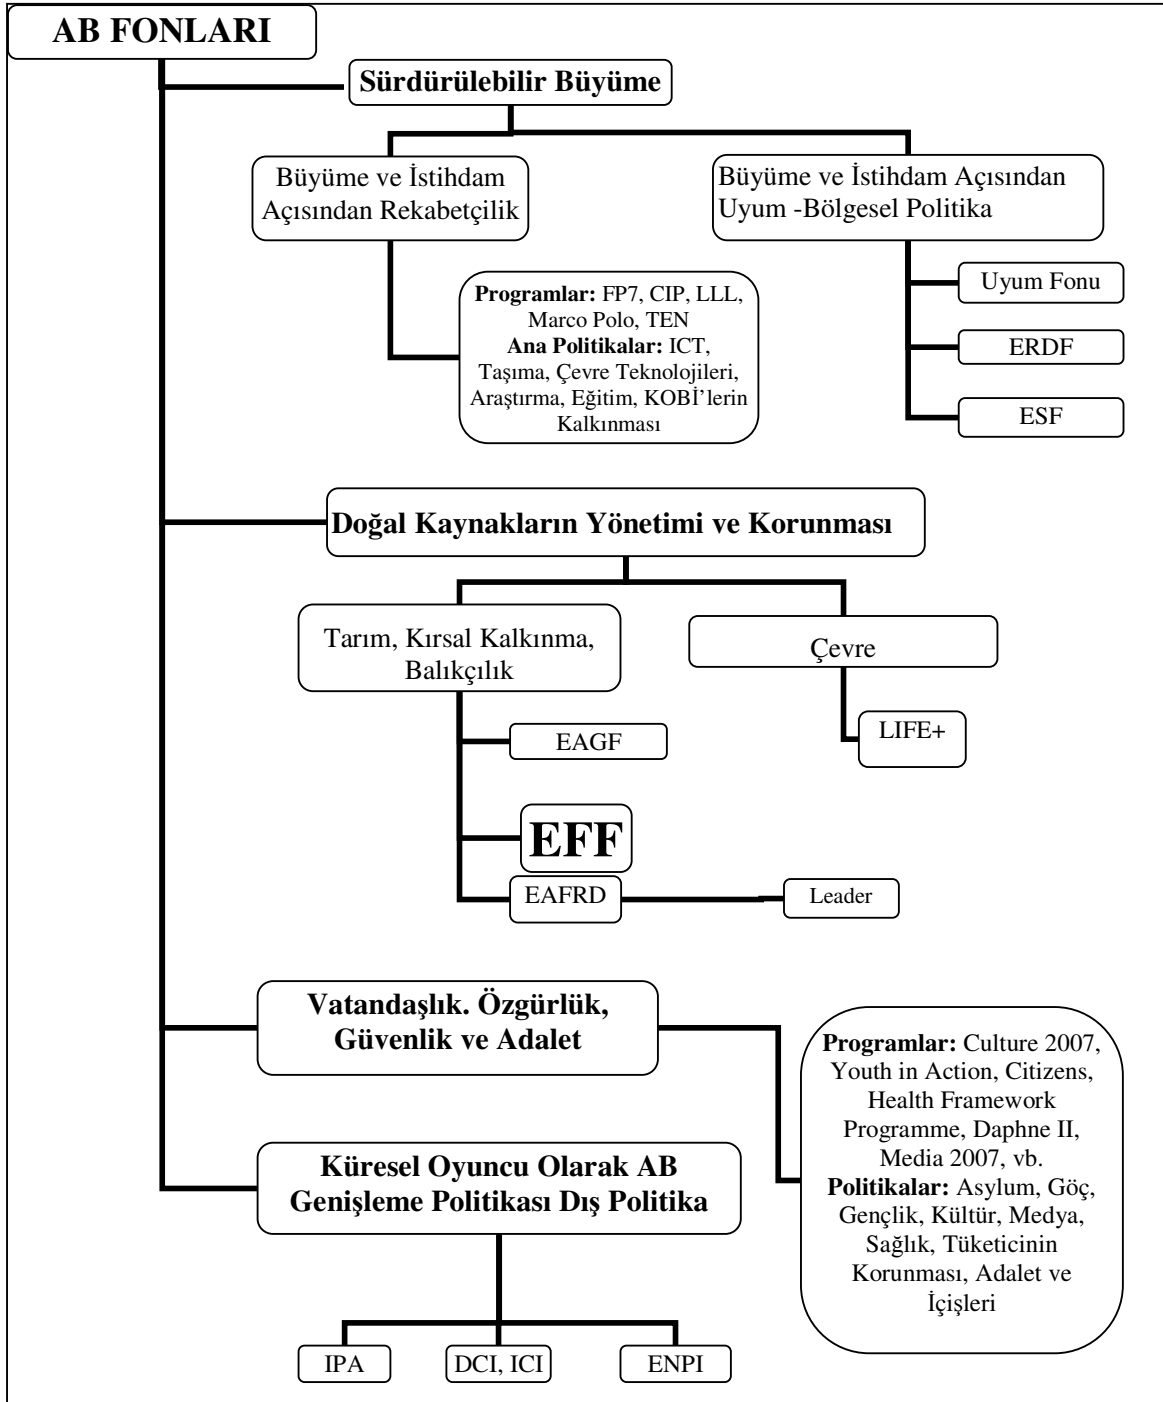 AB FONLARI
Sürdürülebilir Büyüme
Büyüme ve İstihdam
Açısından Rekabetçilik
Büyüme ve İstihdam Açısından
Uyum -Bölgesel Politika
Programlar: FP7, CIP, LLL,
Marco Polo, TEN
Ana Politikalar: ICT,
Taşıma, Çevre Teknolojileri,
Araştırma, Eğitim, KOBİ’lerin
Kalkınması
Uyum Fonu
ERDF
ESF
Doğal Kaynakların Yönetimi ve Korunması
Tarım, Kırsal Kalkınma,
Balıkçılık
Çevre
EAGF
LIFE+
EFF
EAFRD
Leader
Vatandaşlık. Özgürlük,
Güvenlik ve Adalet
Programlar: Culture 2007,
Youth in Action, Citizens,
Health Framework
Programme, Daphne II,
Media 2007, vb.
Politikalar: Asylum, Göç,
Gençlik, Kültür, Medya,
Sağlık, Tüketicinin
Korunması, Adalet ve
İçişleri
Küresel Oyuncu Olarak AB
Genişleme Politikası Dış Politika
IPA
DCI, ICI
ENPI